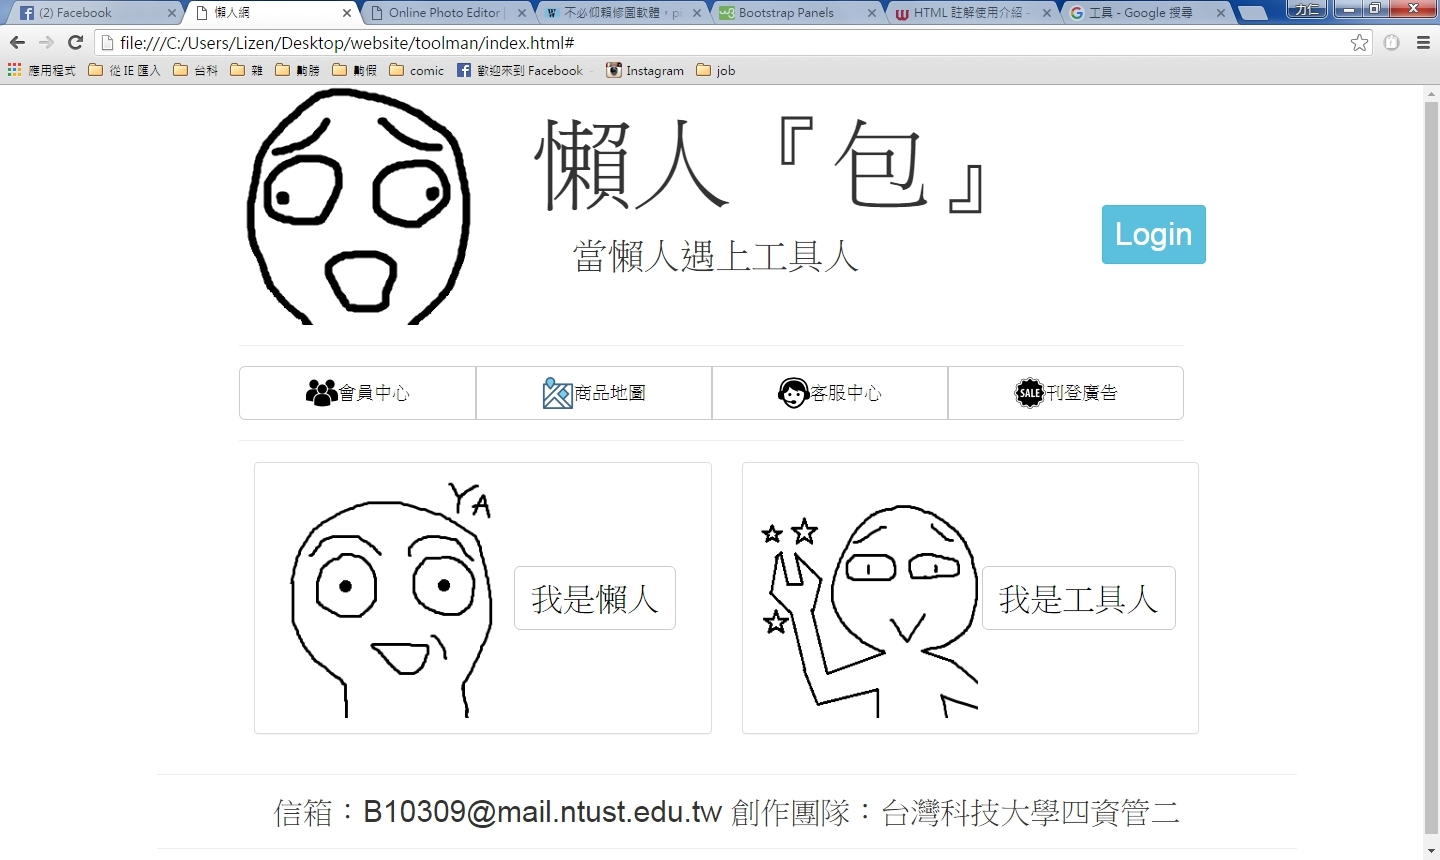 (2) Facebook
懶人網
Online Photo Editor |
不必仰賴修圖軟體，pi
Bootstrap Panels
HTML 註解使用介紹 -
工具 - Google 搜尋
力仁
file:///C:/Users/Lizen/Desktop/website/toolman/index.html#
應用程式
從 IE 匯入
台科
雜
comic
歡迎來到 Facebook -
Instagram
job
懶人『包』
當懶人遇上工具人
Login
會員中心
商品地圖
客服中心
SALE
刊登廣告
YA
我是懶人
我是工具人
信箱：B10309@mail.ntust.edu.tw 創作團隊：台灣科技大學四資管二